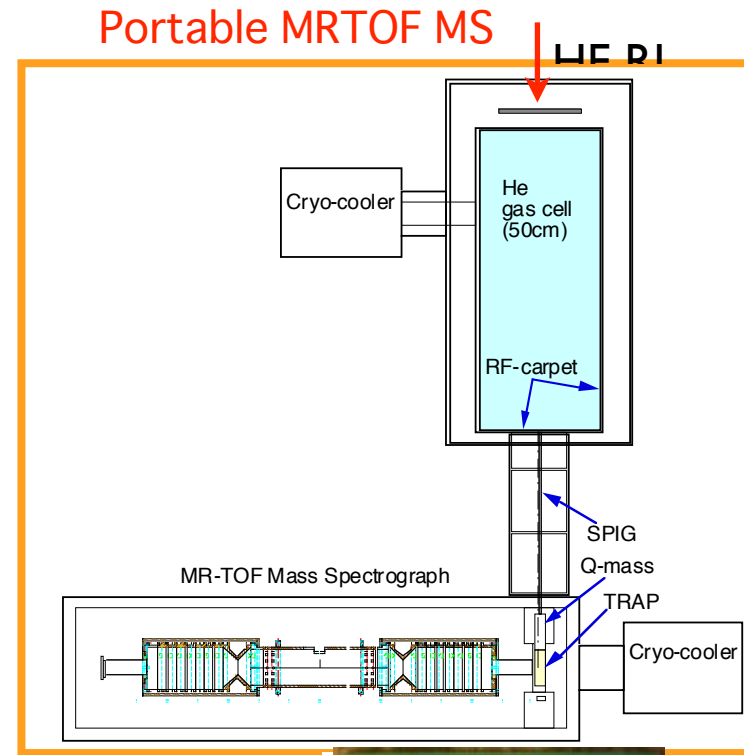 Portable MRTOF MS
Cryo-cooler
He
gas cell
(50cm)
RF-carpet
SPIG
Q-mass
MR-TOF Mass Spectrograph
TRAP
Cryo-cooler